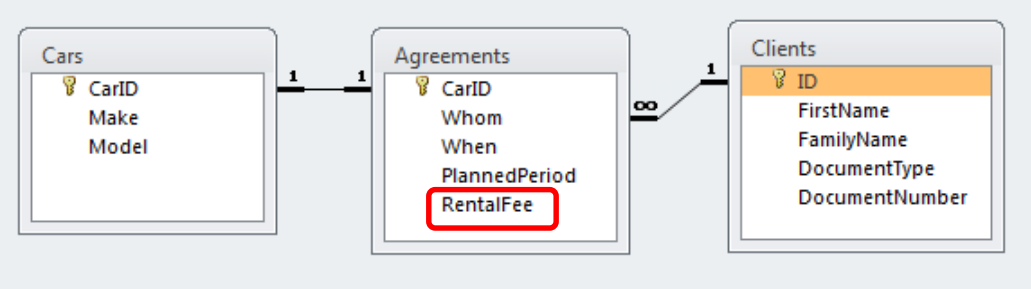 Cars
CarID
Make
Model
1
1
Agreements
CarID
Whom
When
PlannedPeriod
RentalFee
∞
1
Clients
ID
FirstName
FamilyName
DocumentType
DocumentNumber